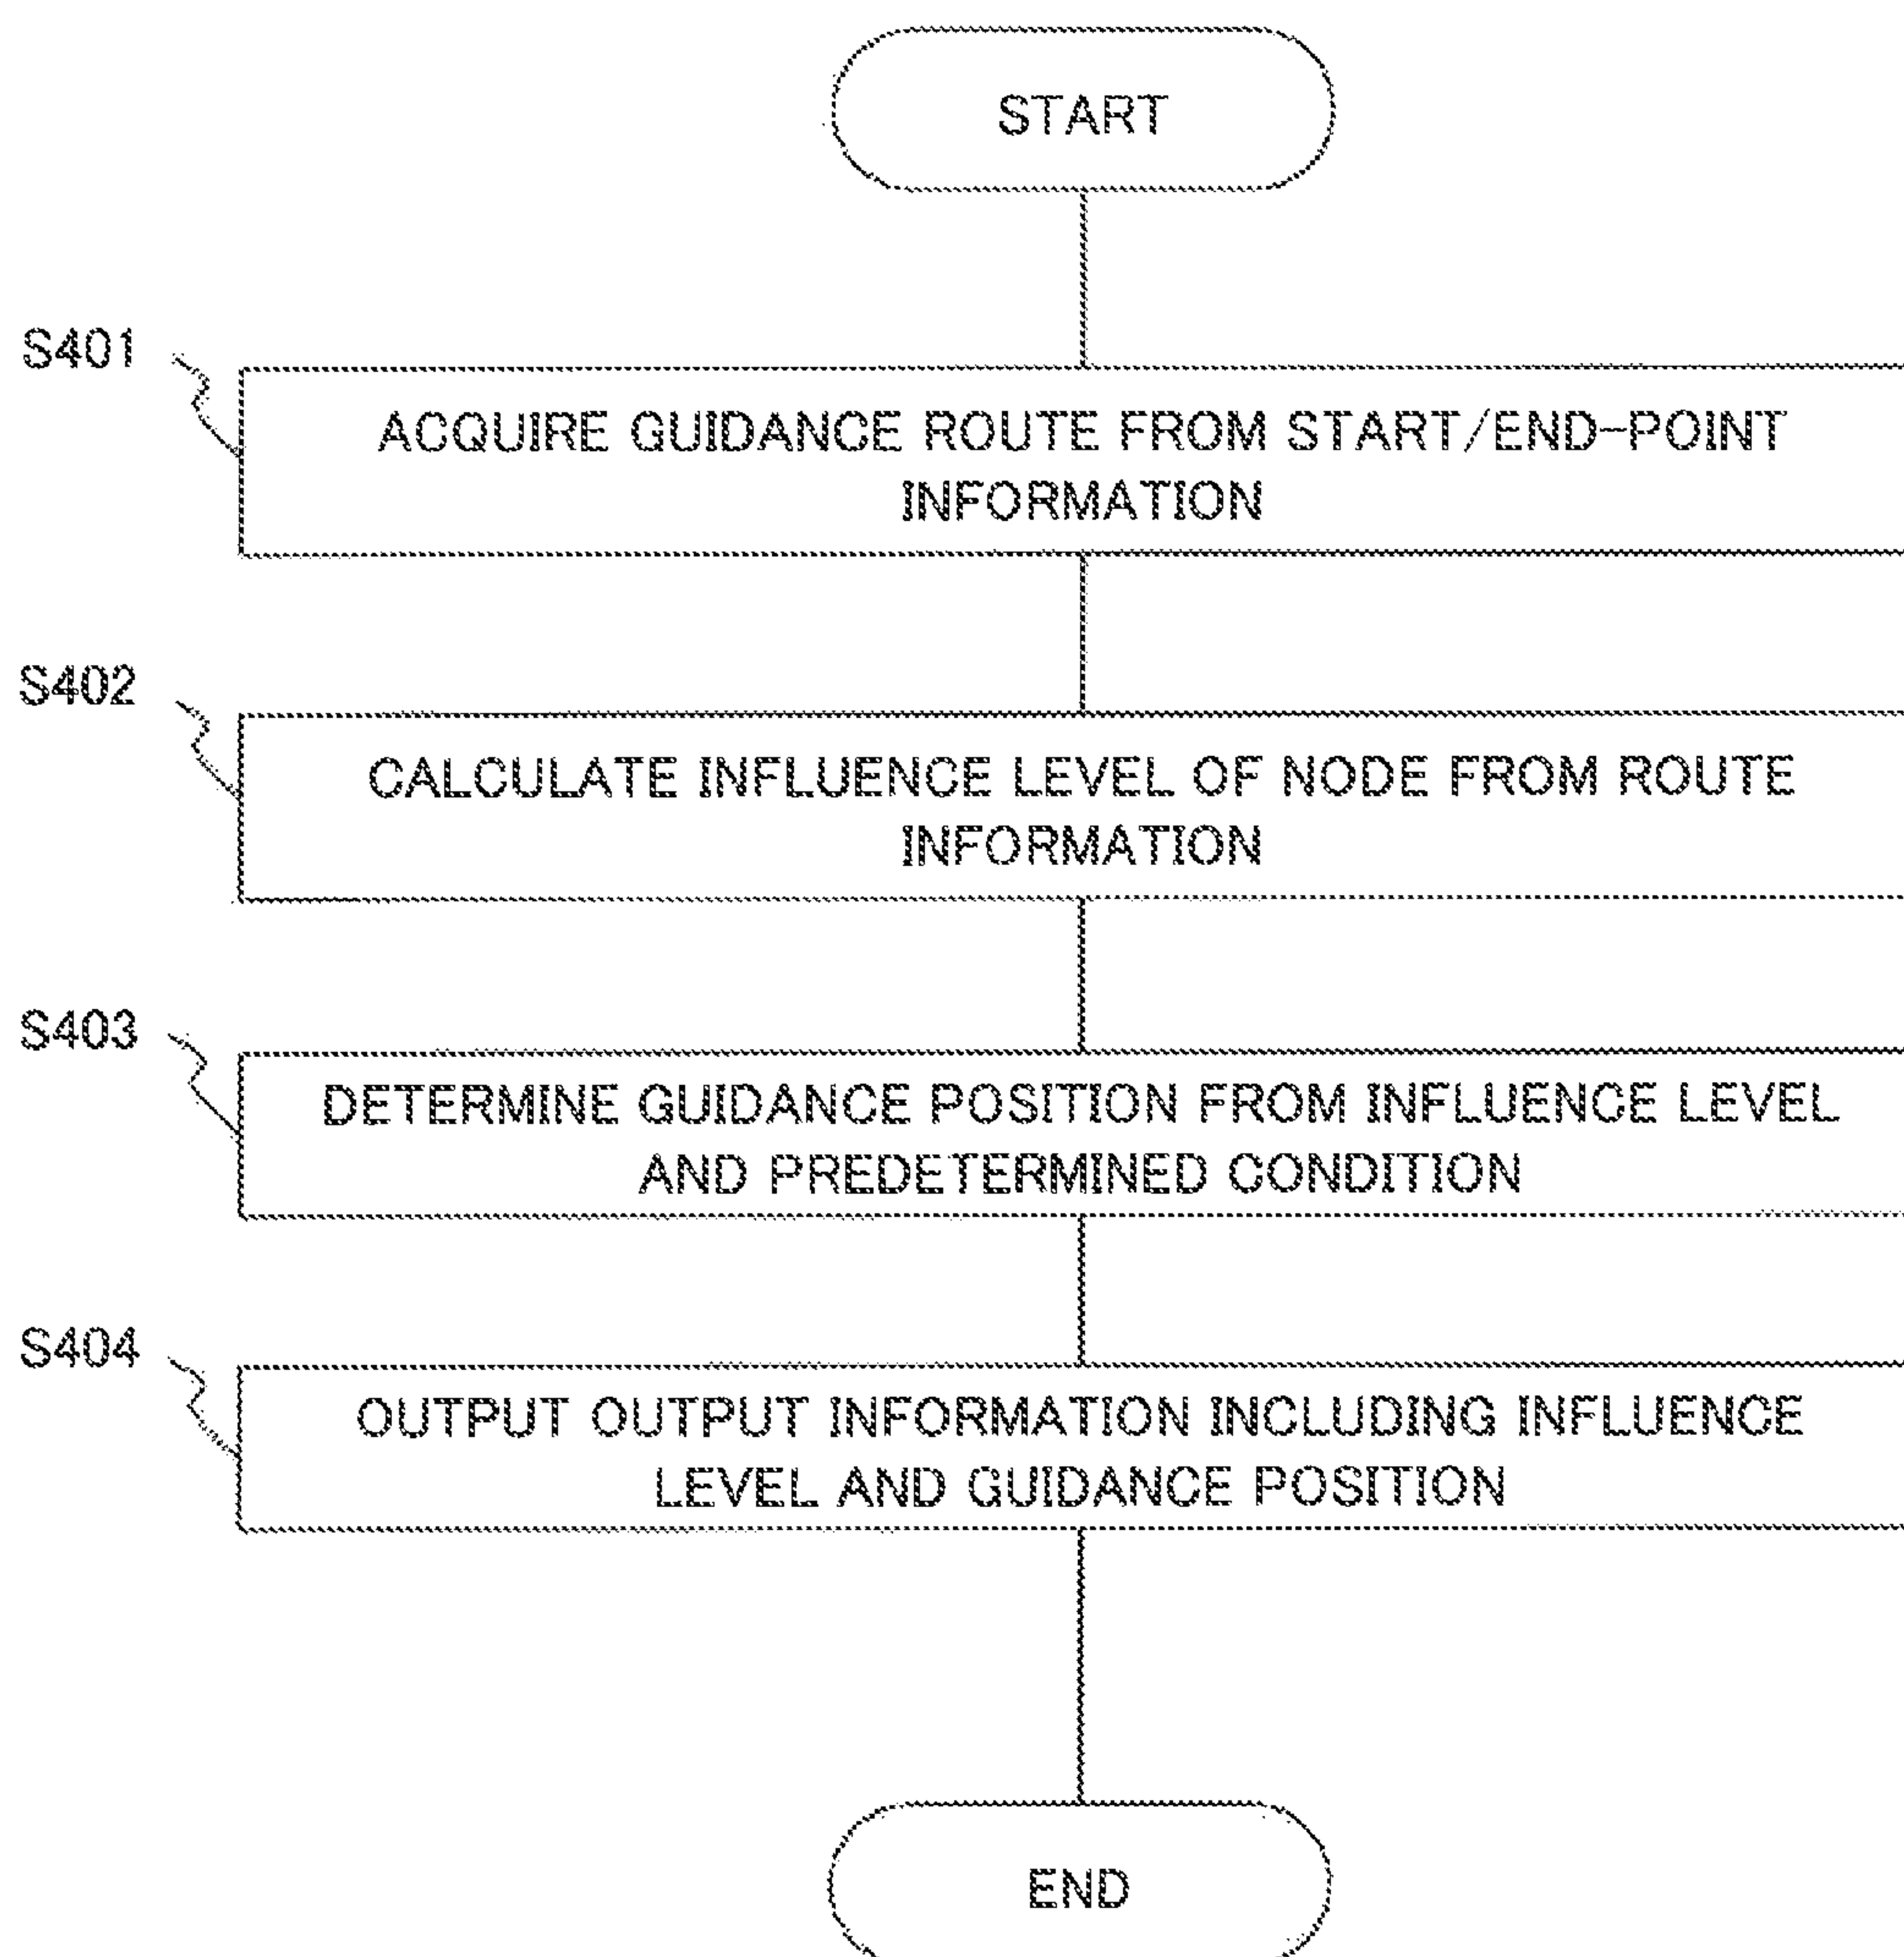 START
S401
ACQUIRE GUIDANCE ROUTE FROM START/END-POINT
INFORMATION
S402
CALCULATE INFLUENCE LEVEL OF NODE FROM ROUTE
INFORMATION
S403
DETERMINE GUIDANCE POSITION FROM INFLUENCE LEVEL
AND PREDETERMINED CONDITION
S404
OUTPUT OUTPUT INFORMATION INCLUDING INFLUENCE
LEVEL AND GUIDANCE POSITION
END